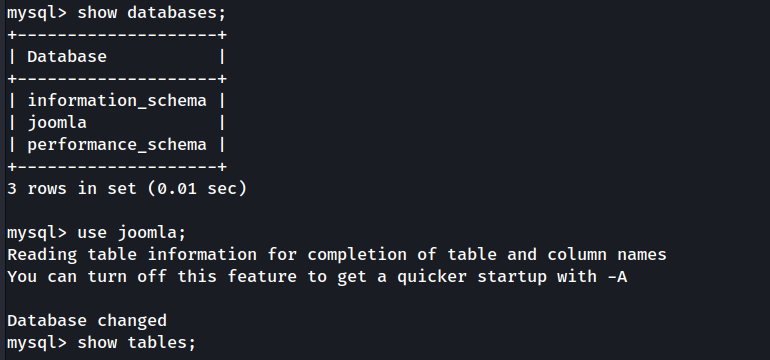 mysql> show databases;
+--------------------+
| Database           |
+--------------------+
| information_schema |
| joomla             |
| performance_schema |
+--------------------+
3 rows in set (0.01 sec)

mysql> use joomla;
Reading table information for completion of table and column names
You can turn off this feature to get a quicker startup with -A

Database changed
mysql> show tables;